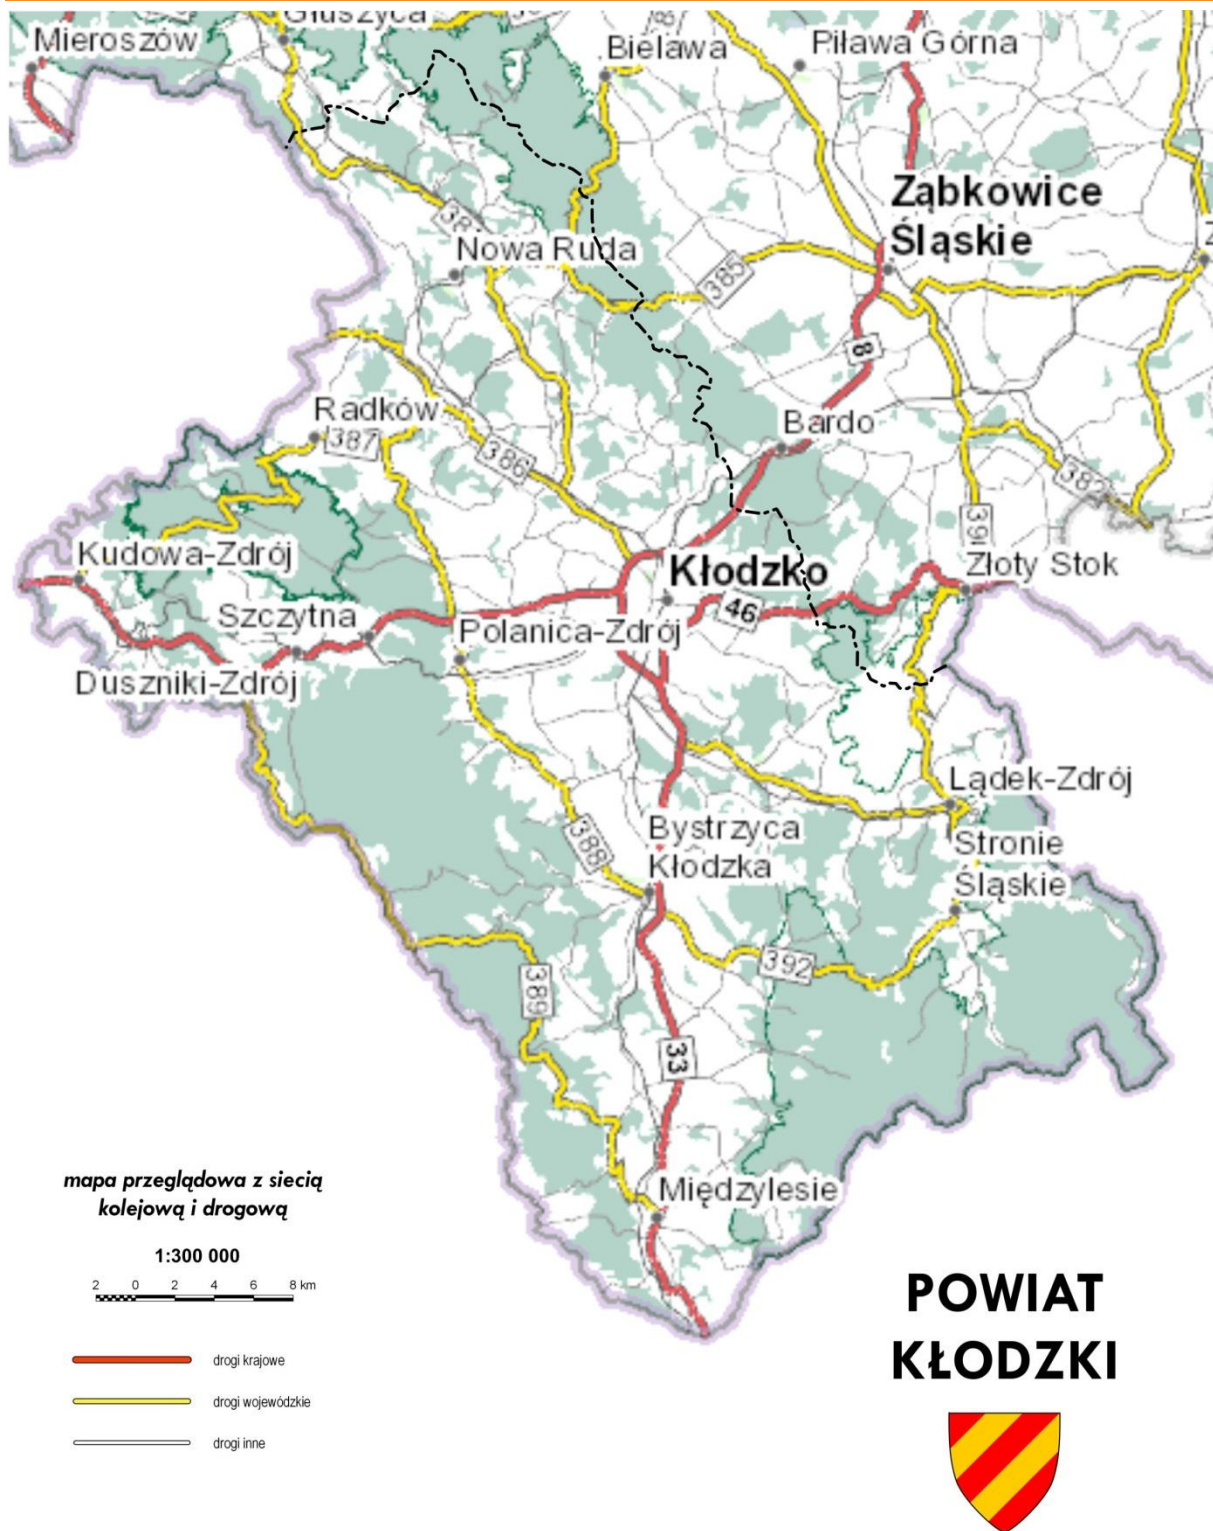 Głuszyca
Mieroszów
Bielawa
Piława Górna
Ząbkowice
Śląskie
Nowa Ruda
385
8
Radków
387
Bardo
386
382
390
Kudowa-Zdrój
Kłodzko
Złoty Stok
Szczytna
46
Polanica-Zdrój
Duszniki-Zdrój
Lądek-Zdrój
Bystrzyca
Kłodzka
388
Stronie
Śląskie
392
389
33
Międzylesie
mapa przeglądowa z siecią
kolejową i drogową
1:300 000
2 0 2 4 6 8 km
drogi krajowe
drogi wojewódzkie
drogi inne
POWIAT
KŁODZKI